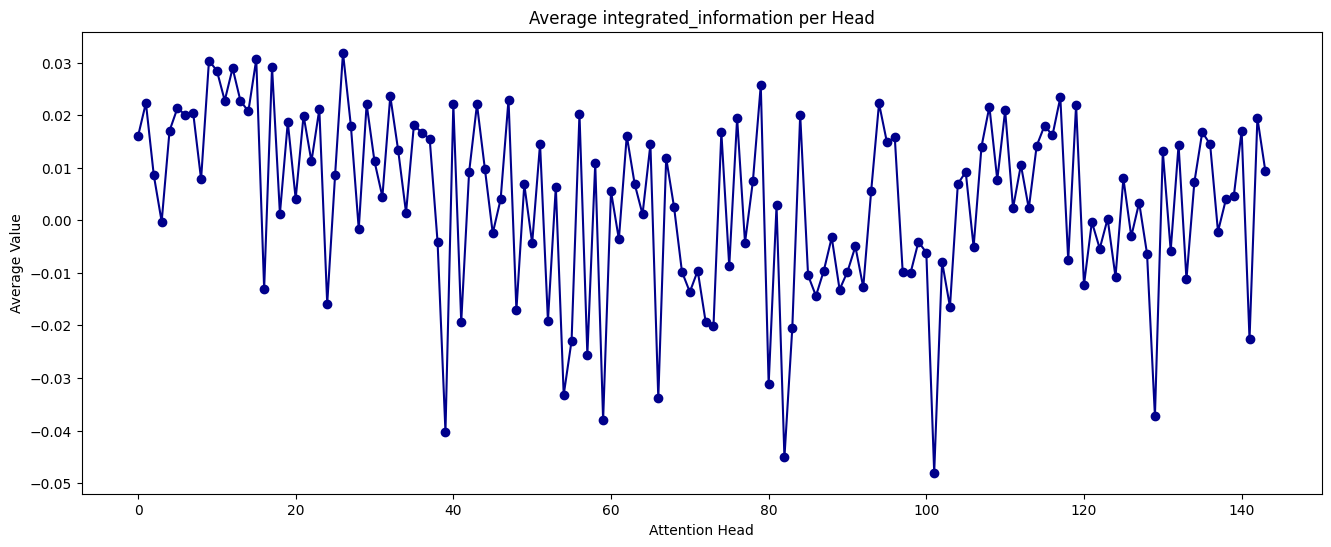 Average integrated_information per Head
Average Value
0.03
0.02
0.01
0.00
−0.01
−0.02
−0.03
−0.04
−0.05
0 20 40 60 80 100 120 140
Attention Head